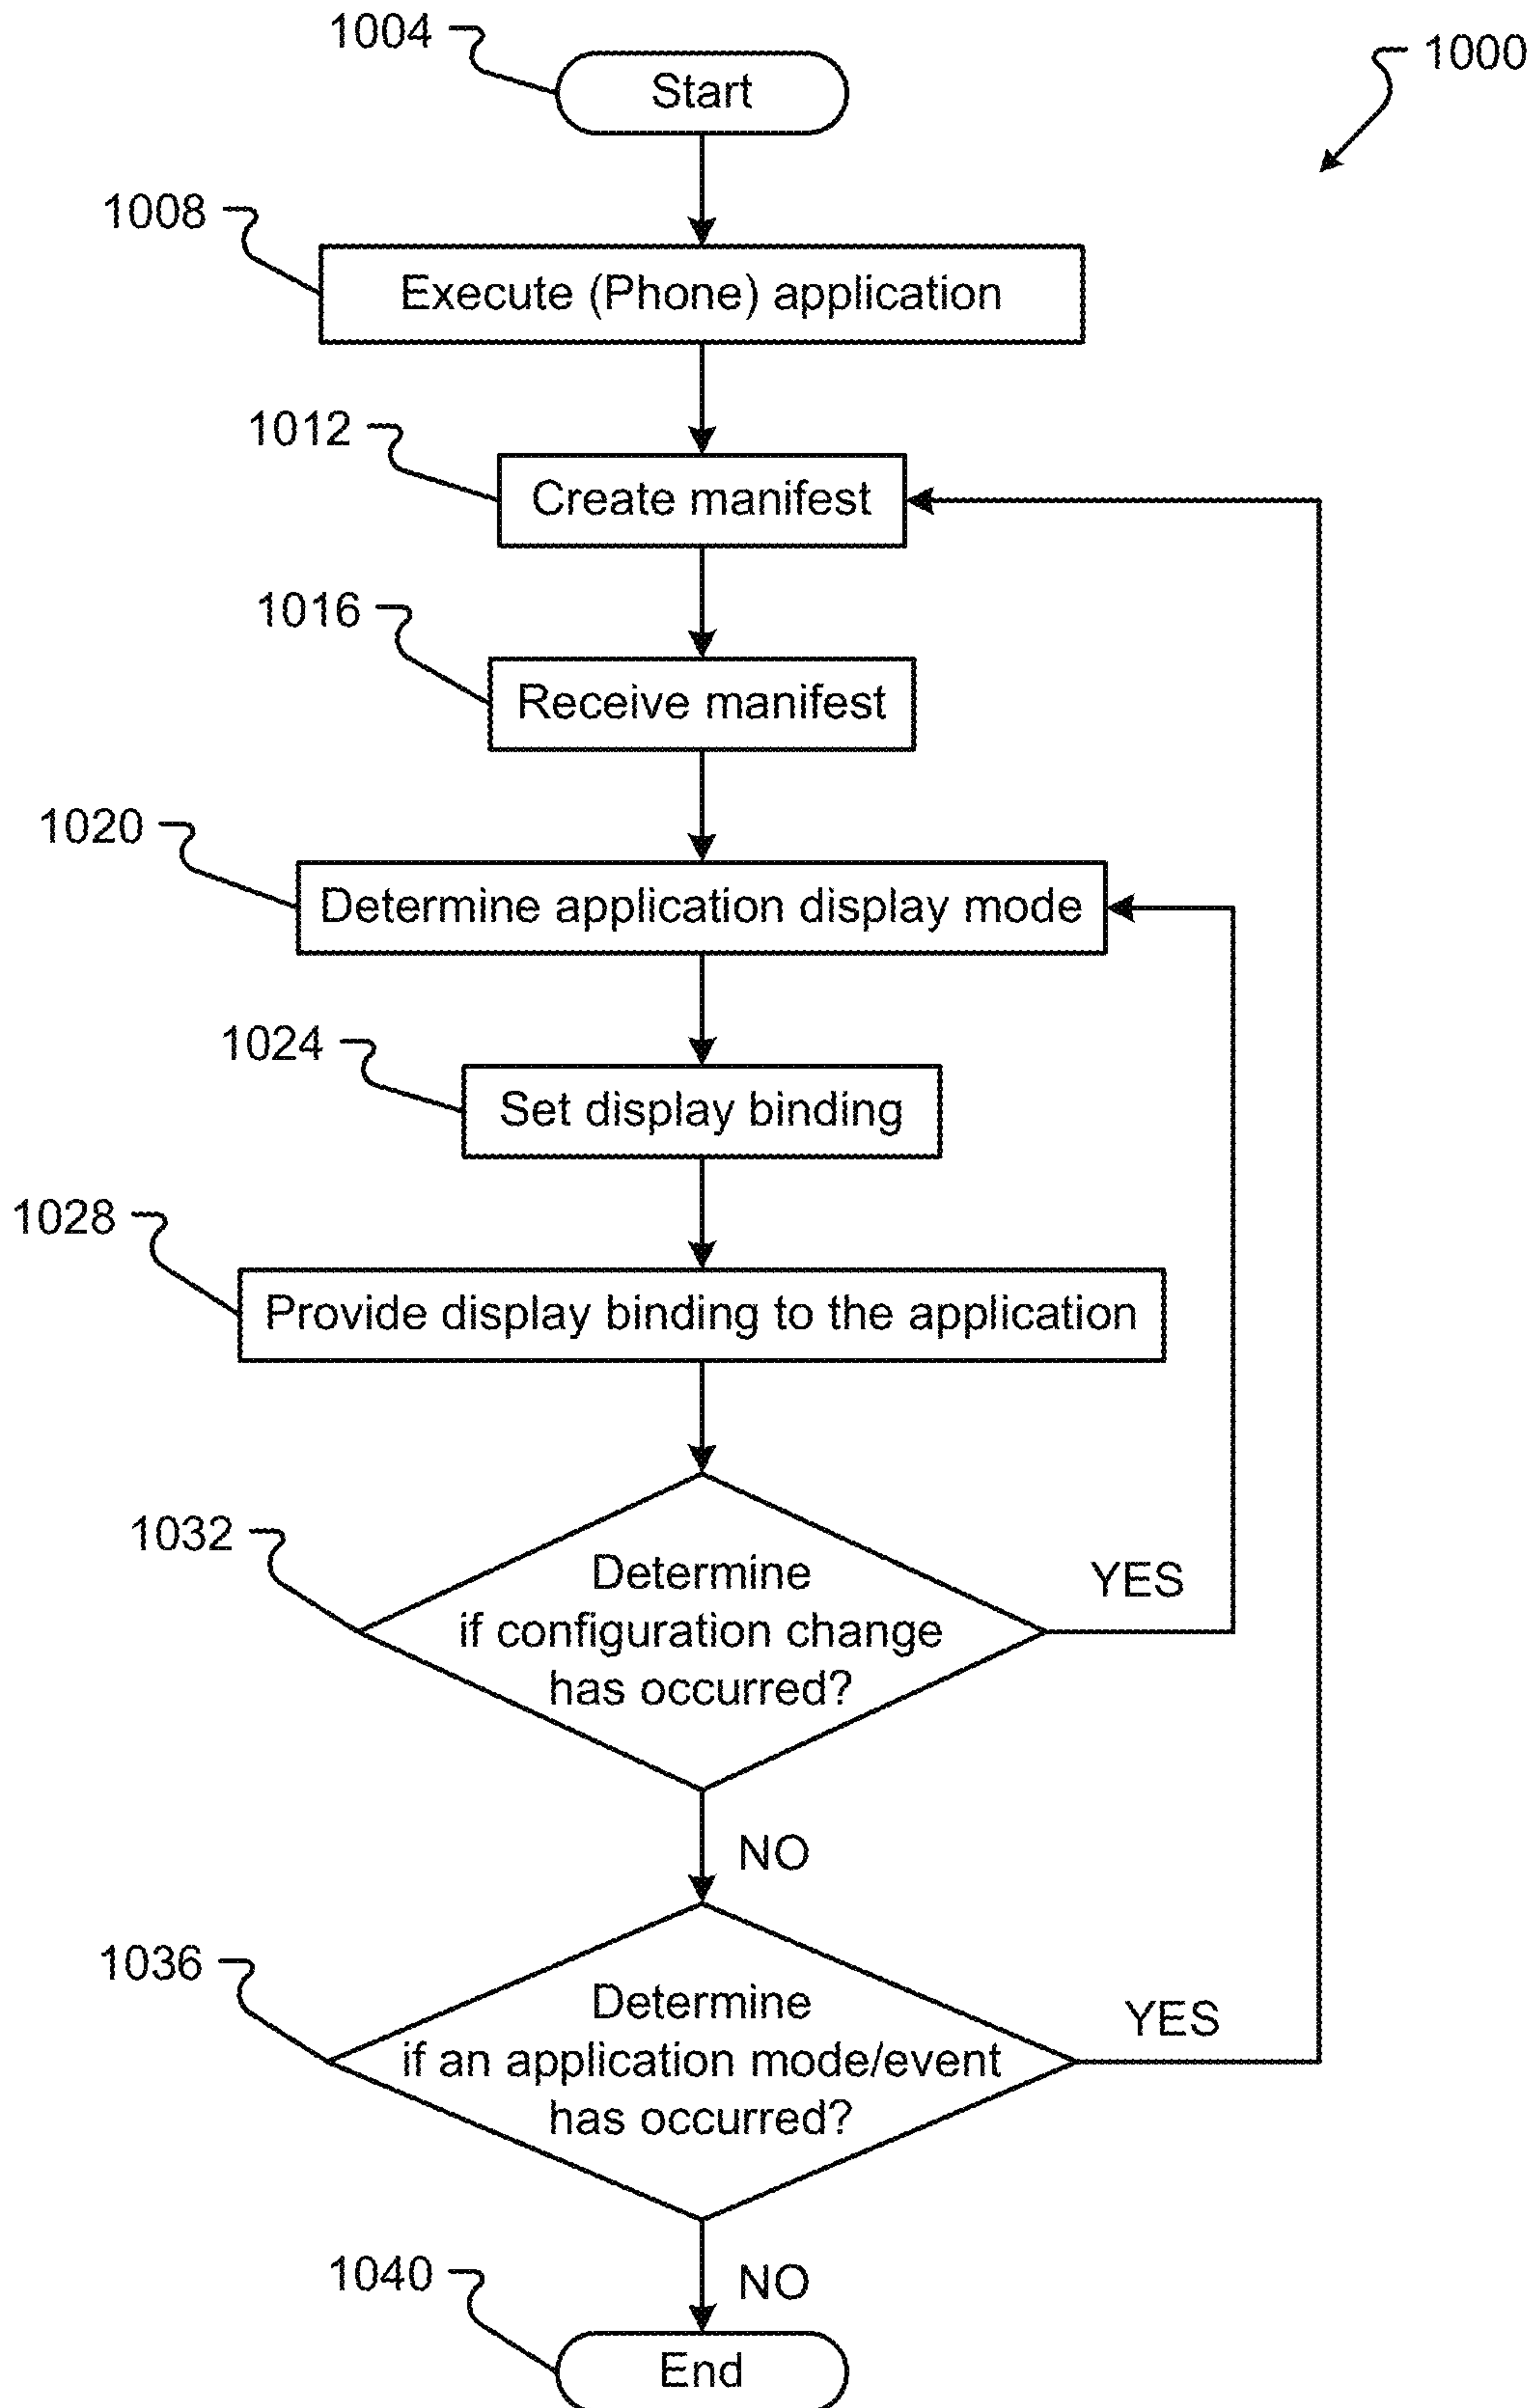 1004
Start
1000
1008
Execute (Phone) application
1012
Create manifest
1016
Receive manifest
1020
Determine application display mode
1024
Set display binding
1028
Provide display binding to the application
1032
Determine
if configuration change
has occurred?
YES
NO
1036
Determine
if an application mode/event
has occurred?
YES
NO
1040
End